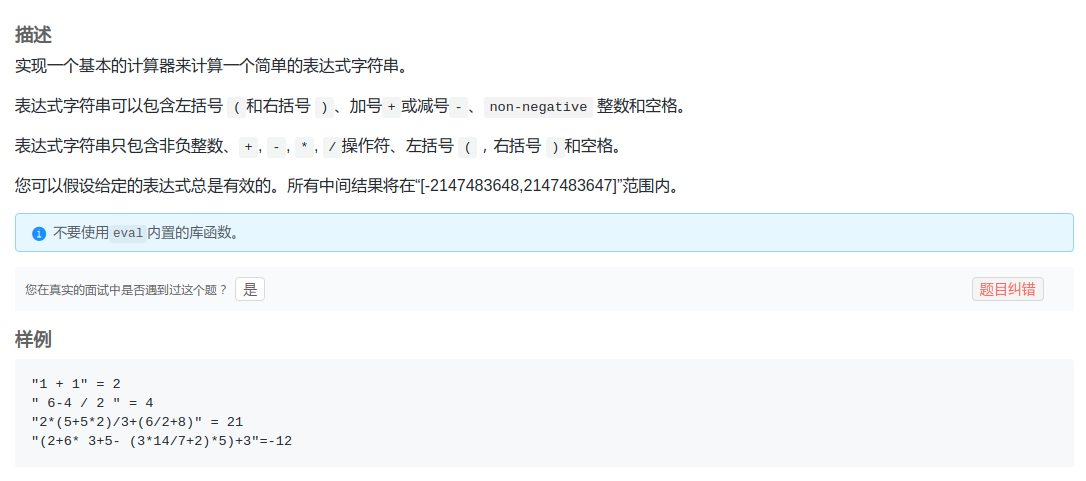 描述
实现一个基本的计算器来计算一个简单的表达式字符串。
表达式字符串可以包含左括号 ( 和右括号 )、加号 + 或减号 -、 non-negative 整数和空格。
表达式字符串只包含非负整数、 +, -, *, / 操作符、左括号 ( ，右括号 ) 和空格。
您可以假设给定的表达式总是有效的。所有中间结果将在“[-2147483648,2147483647]”范围内。
不要使用 eval 内置的库函数。
您在真实的面试中是否遇到过这个题？ 是 题目纠错
样例
"1 + 1" = 2
" 6-4 / 2 " = 4
"2*(5+5*2)/3+(6/2+8)" = 21
"(2+6* 3+5- (3*14/7+2)*5)+3"=-12